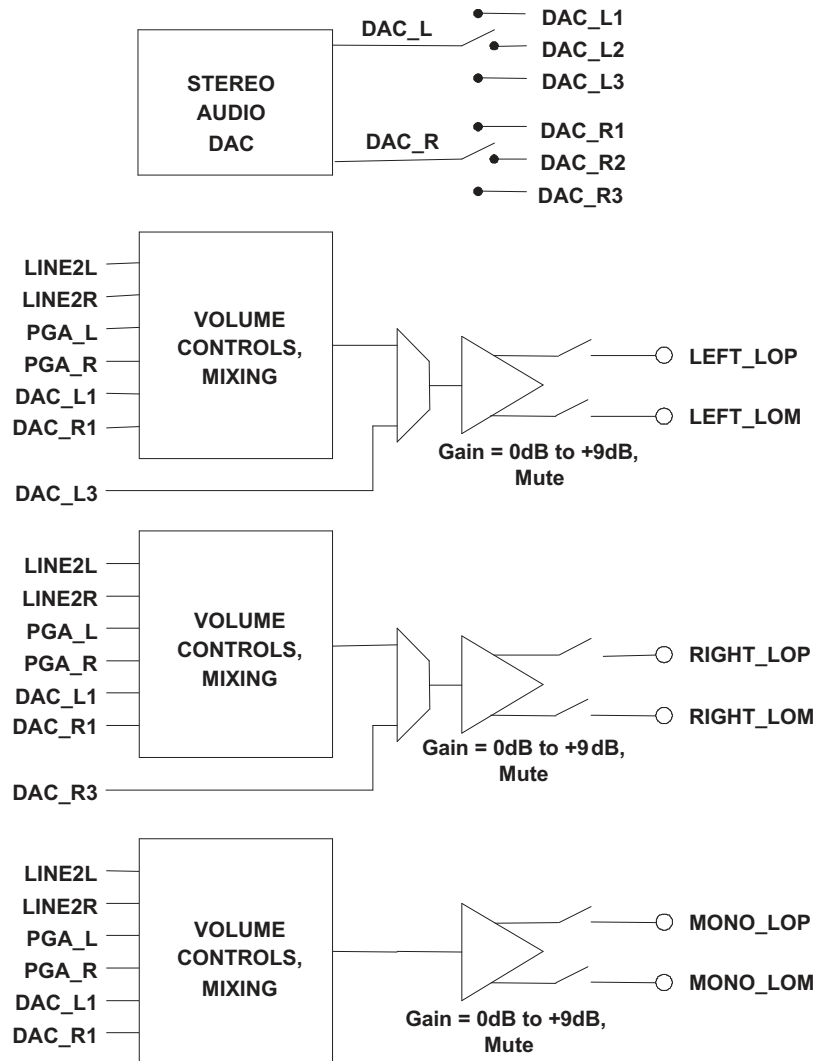 DAC_L
DAC_L1
DAC_L2
DAC_L3
STEREO
AUDIO
DAC
DAC_R
DAC_R1
DAC_R2
DAC_R3
LINE2L
LINE2R
PGA_L
PGA_R
DAC_L1
DAC_R1
VOLUME
CONTROLS,
MIXING
LEFT_LOP
LEFT_LOM
Gain = 0dB to +9dB,
Mute
DAC_L3
LINE2L
LINE2R
PGA_L
PGA_R
DAC_L1
DAC_R1
VOLUME
CONTROLS,
MIXING
RIGHT_LOP
RIGHT_LOM
Gain = 0dB to +9dB,
Mute
DAC_R3
LINE2L
LINE2R
PGA_L
PGA_R
DAC_L1
DAC_R1
VOLUME
CONTROLS,
MIXING
MONO_LOP
MONO_LOM
Gain = 0dB to +9dB,
Mute